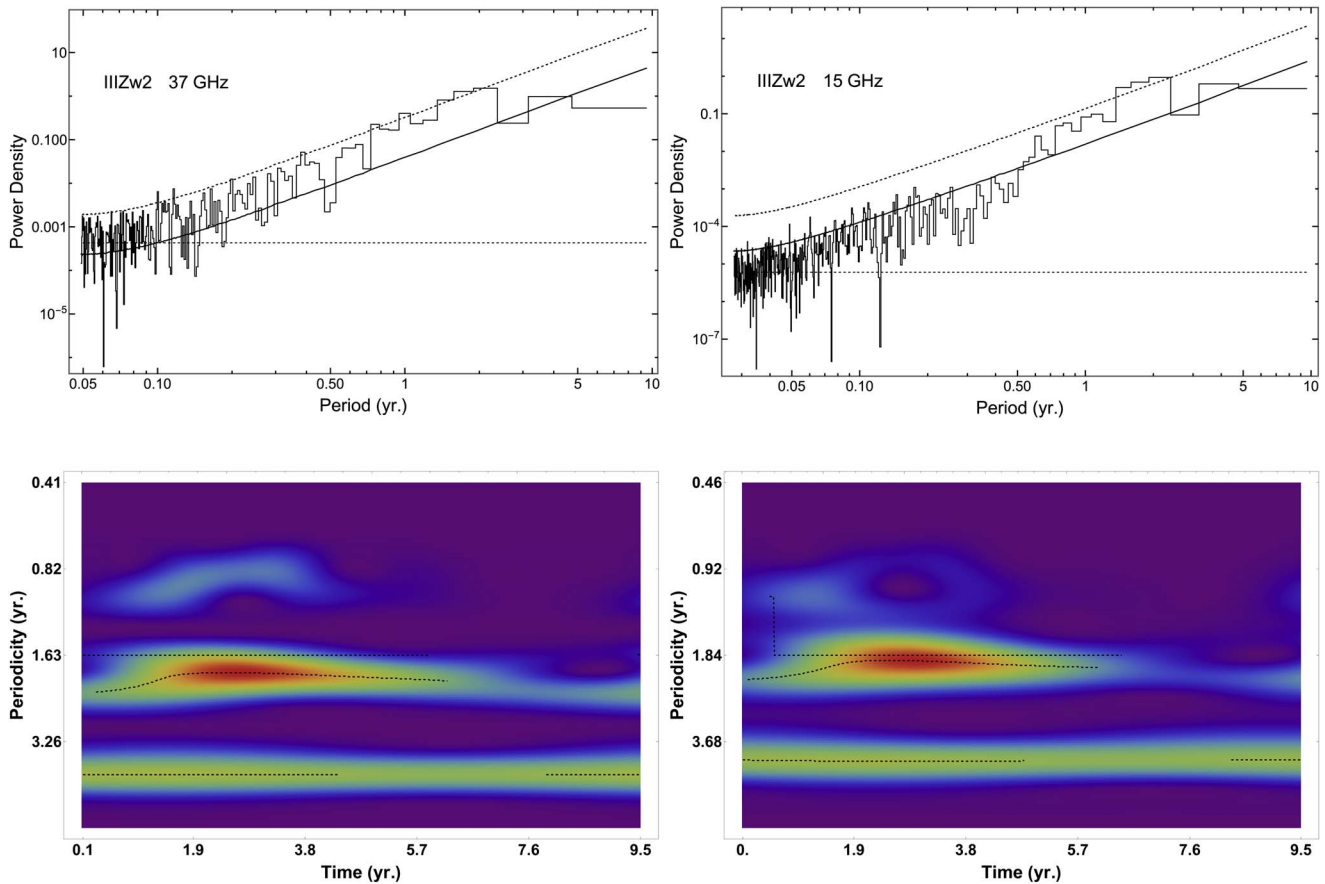 IIIZw2 37 GHz
Power Density
10
0.100
0.001
10⁻⁵
0.05 0.10 0.50 1 5 10
Period (yr.)
IIIZw2 15 GHz
Power Density
0.1
10⁻⁴
10⁻⁷
0.05 0.10 0.50 1 5 10
Period (yr.)
Periodicity (yr.)
0.41
0.82
1.63
3.26
0.1 1.9 3.8 5.7 7.6 9.5
Time (yr.)
Periodicity (yr.)
0.46
0.92
1.84
3.68
0. 1.9 3.8 5.7 7.6 9.5
Time (yr.)